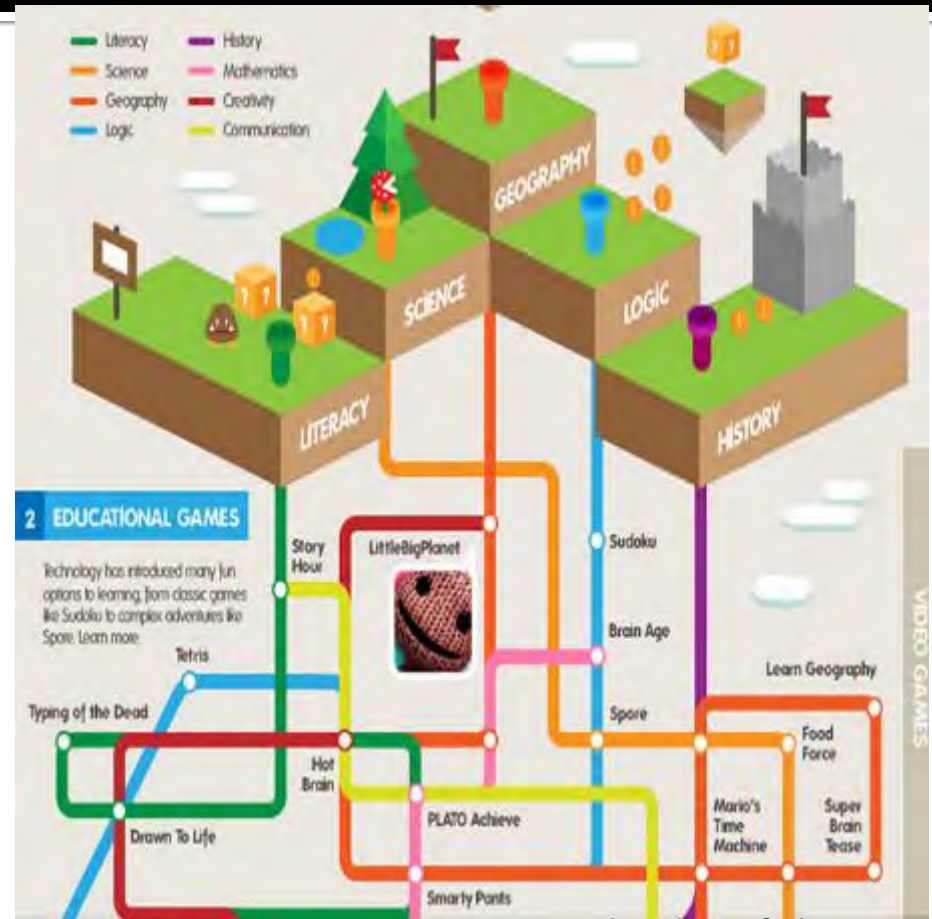 Literacy
Science
Geography
Logic
History
Mathematics
Creativity
Communication
? ?
GEOGRAPHY
SCIENCE
LOGIC
? ?
? ?
LITERACY
HISTORY
2 EDUCATIONAL GAMES
Technology has introduced many fun
options to learning, from classic games
like Sudoku to complex adventures like
Spore. Learn more.
Story
Hour
LittleBigPlanet
Sudoku
Brain Age
Tetris
Learn Geography
Typing of the Dead
Spore
Food
Force
Hot
Brain
Mario's
Time
Machine
Super
Brain
Tease
PLATO Achieve
Drawn To Life
Smarty Pants
VIDEO GAMES